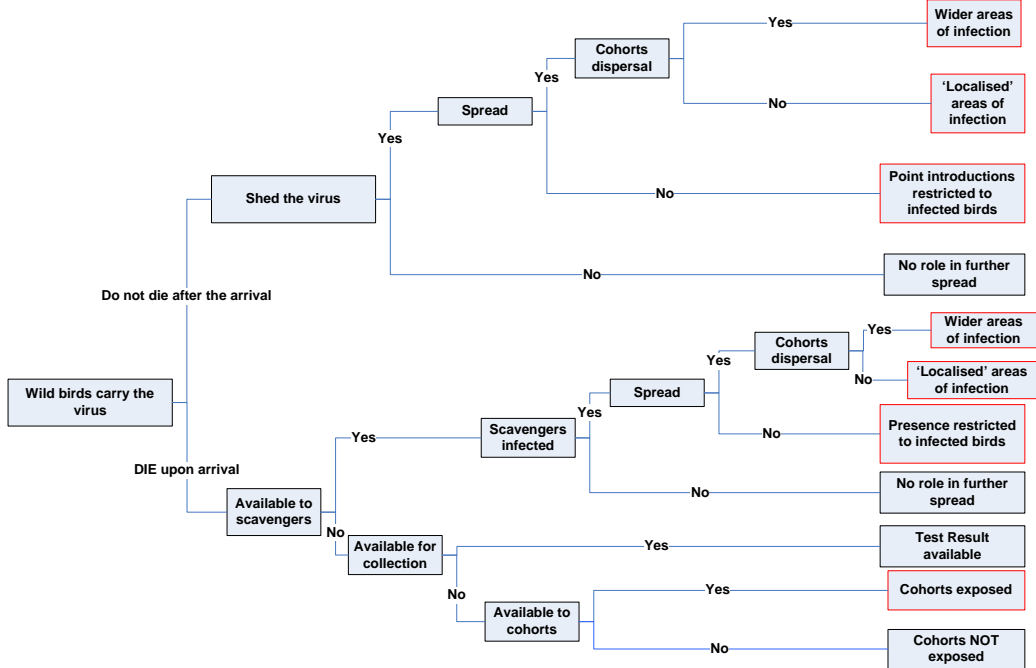 Yes
Wider areas
of infection
Cohorts
dispersal
Yes
No
‘Localised’
areas of
infection
Spread
Yes
No
Point introductions
restricted to
infected birds
Shed the virus
No
No role in further
spread
Do not die after the arrival
Wild birds carry the
virus
DIE upon arrival
Yes
Wider areas
of infection
Cohorts
dispersal
Yes
No
‘Localised’ areas
of infection
Spread
Yes
No
Presence restricted
to infected birds
Yes
Scavengers
infected
No
No role in further
spread
Available to
scavengers
No
Available for
collection
Yes
Test Result
available
No
Available to
cohorts
Yes
Cohorts exposed
No
Cohorts NOT
exposed